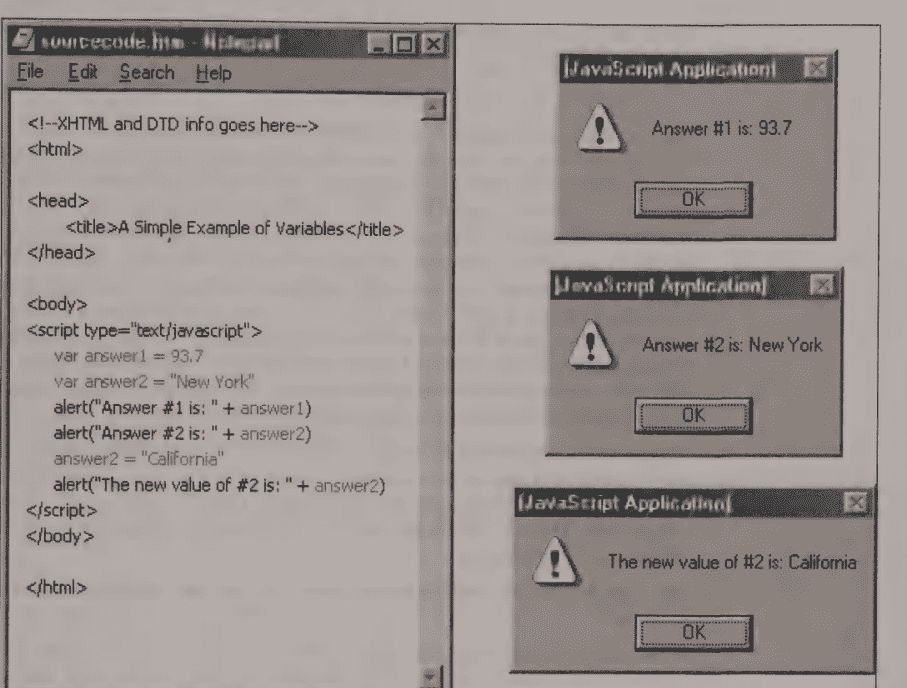 sourcecode.htm - Notepad
File Edit Search Help
<!--XHTML and DTD info goes here-->
<html>
<head>
<title>A Simple Example of Variables</title>
</head>
<body>
<script type="text/javascript">
var answer1 = 93.7
var answer2 = "New York"
alert("Answer #1 is: " + answer1)
alert("Answer #2 is: " + answer2)
answer2 = "California"
alert("The new value of #2 is: " + answer2)
</script>
</body>
</html>
[JavaScript Application]
Answer #1 is: 93.7
OK
[JavaScript Application]
Answer #2 is: New York
OK
[JavaScript Application]
The new value of #2 is: California
OK